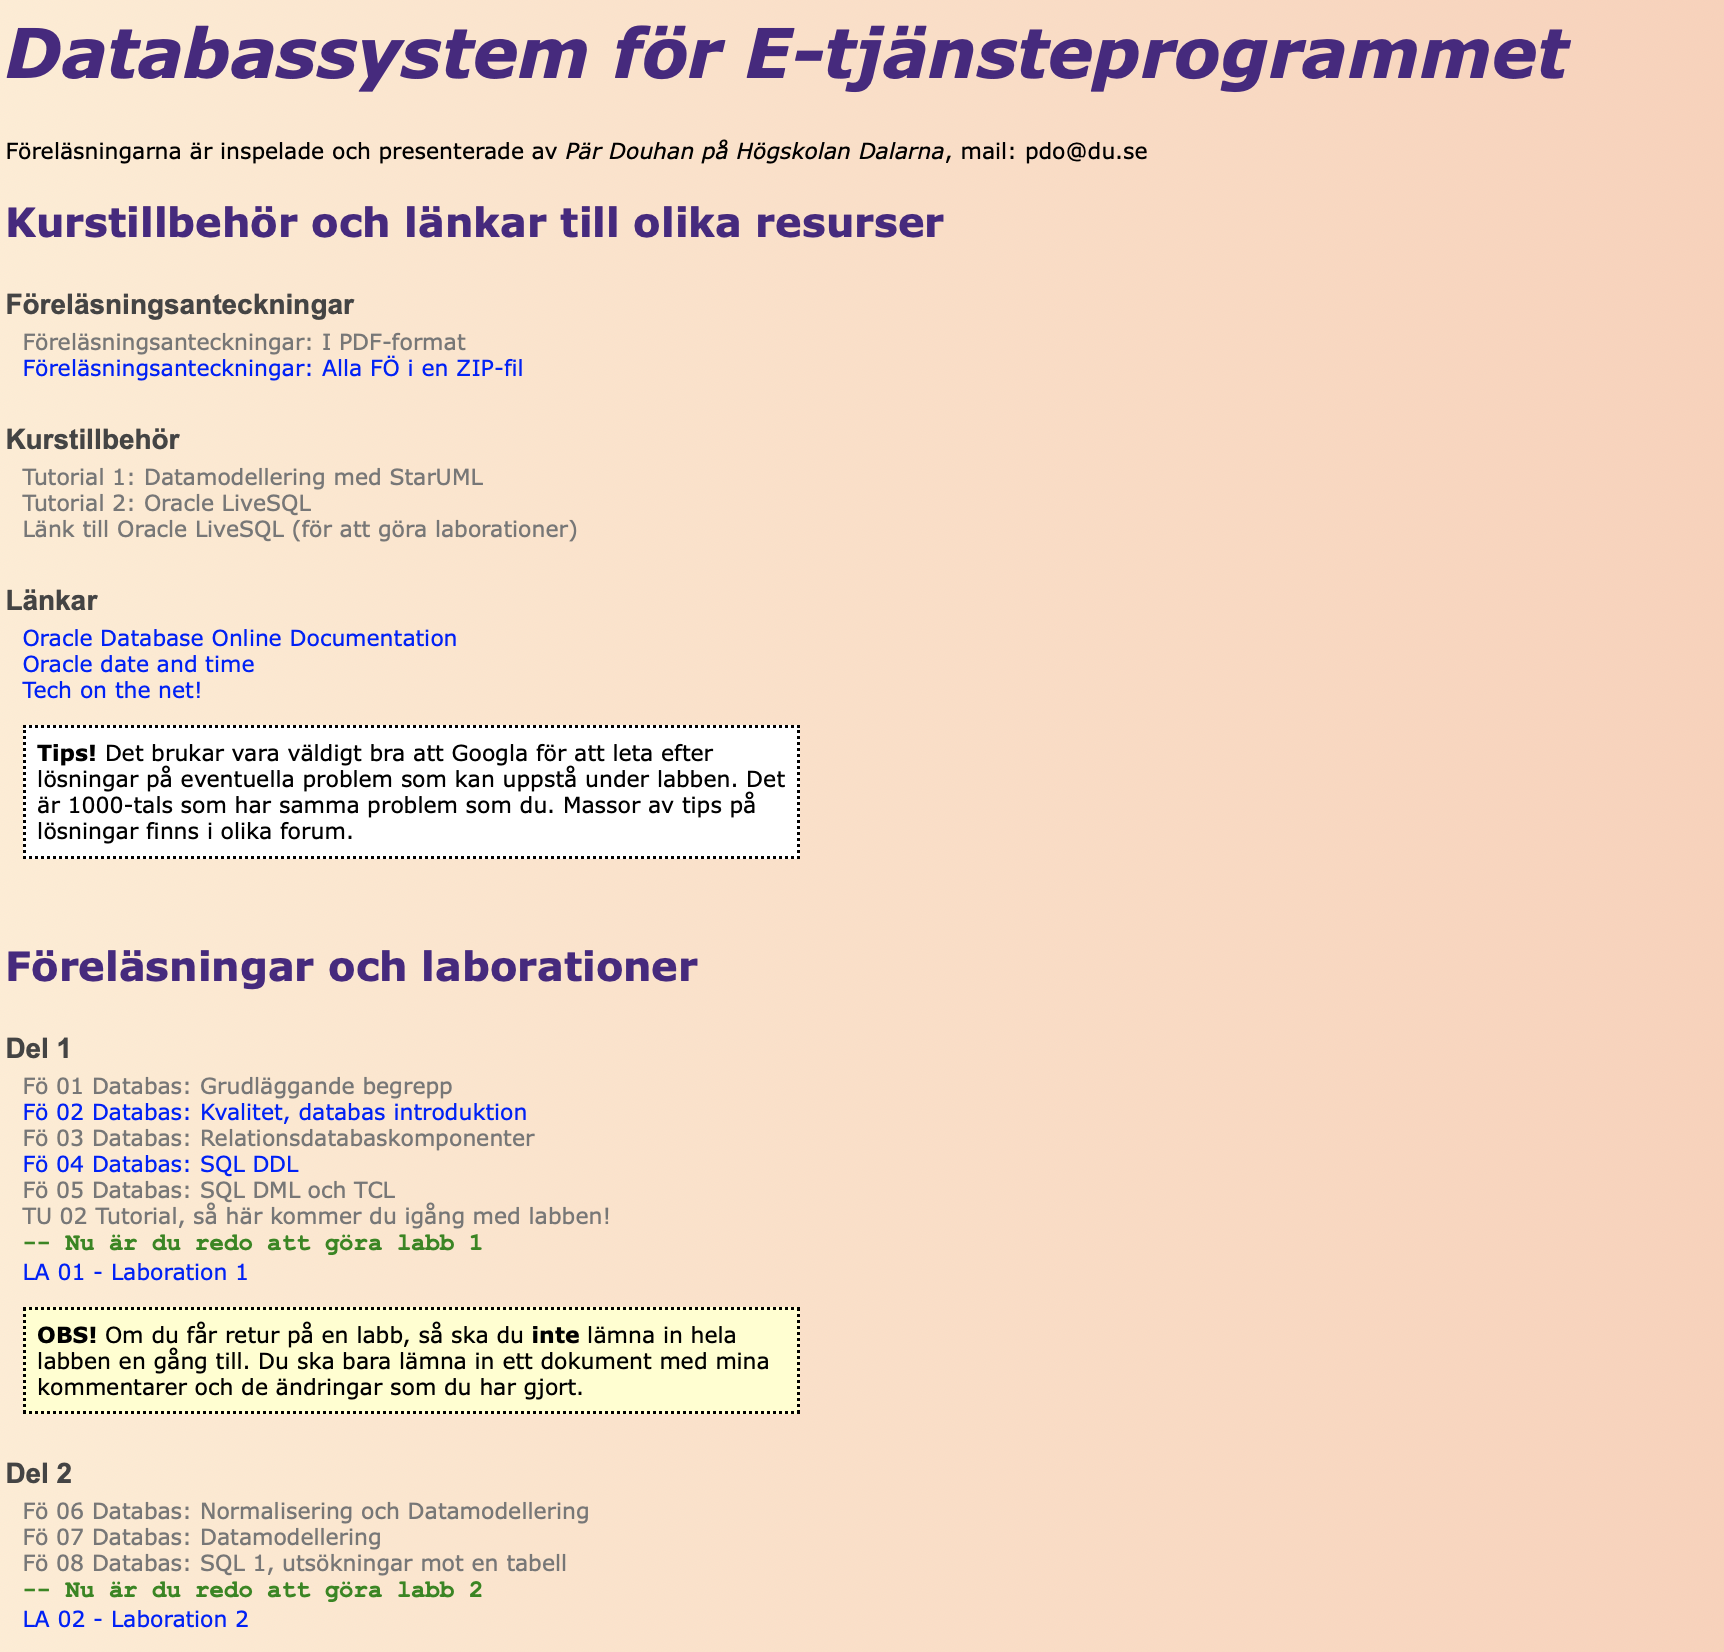 Databassystem för E-tjänsteprogrammet
Föreläsningarna är inspelade och presenterade av Pär Douhan på Högskolan Dalarna, mail: pdo@du.se
Kurstillbehör och länkar till olika resurser
Föreläsningsanteckningar
Föreläsningsanteckningar: I PDF-format
Föreläsningsanteckningar: Alla FÖ i en ZIP-fil
Kurstillbehör
Tutorial 1: Datamodellering med StarUML
Tutorial 2: Oracle LiveSQL
Länk till Oracle LiveSQL (för att göra laborationer)
Länkar
Oracle Database Online Documentation
Oracle date and time
Tech on the net!
Tips! Det brukar vara väldigt bra att Googla för att leta efter
lösningar på eventuella problem som kan uppstå under labben. Det
är 1000-tals som har samma problem som du. Massor av tips på
lösningar finns i olika forum.
Föreläsningar och laborationer
Del 1
Fö 01 Databas: Grudläggande begrepp
Fö 02 Databas: Kvalitet, databas introduktion
Fö 03 Databas: Relationsdatabaskomponenter
Fö 04 Databas: SQL DDL
Fö 05 Databas: SQL DML och TCL
TU 02 Tutorial, så här kommer du igång med labben!
-- Nu är du redo att göra labb 1
LA 01 - Laboration 1
OBS! Om du får retur på en labb, så ska du inte lämna in hela
labben en gång till. Du ska bara lämna in ett dokument med mina
kommentarer och de ändringar som du har gjort.
Del 2
Fö 06 Databas: Normalisering och Datamodellering
Fö 07 Databas: Datamodellering
Fö 08 Databas: SQL 1, utsökningar mot en tabell
-- Nu är du redo att göra labb 2
LA 02 - Laboration 2